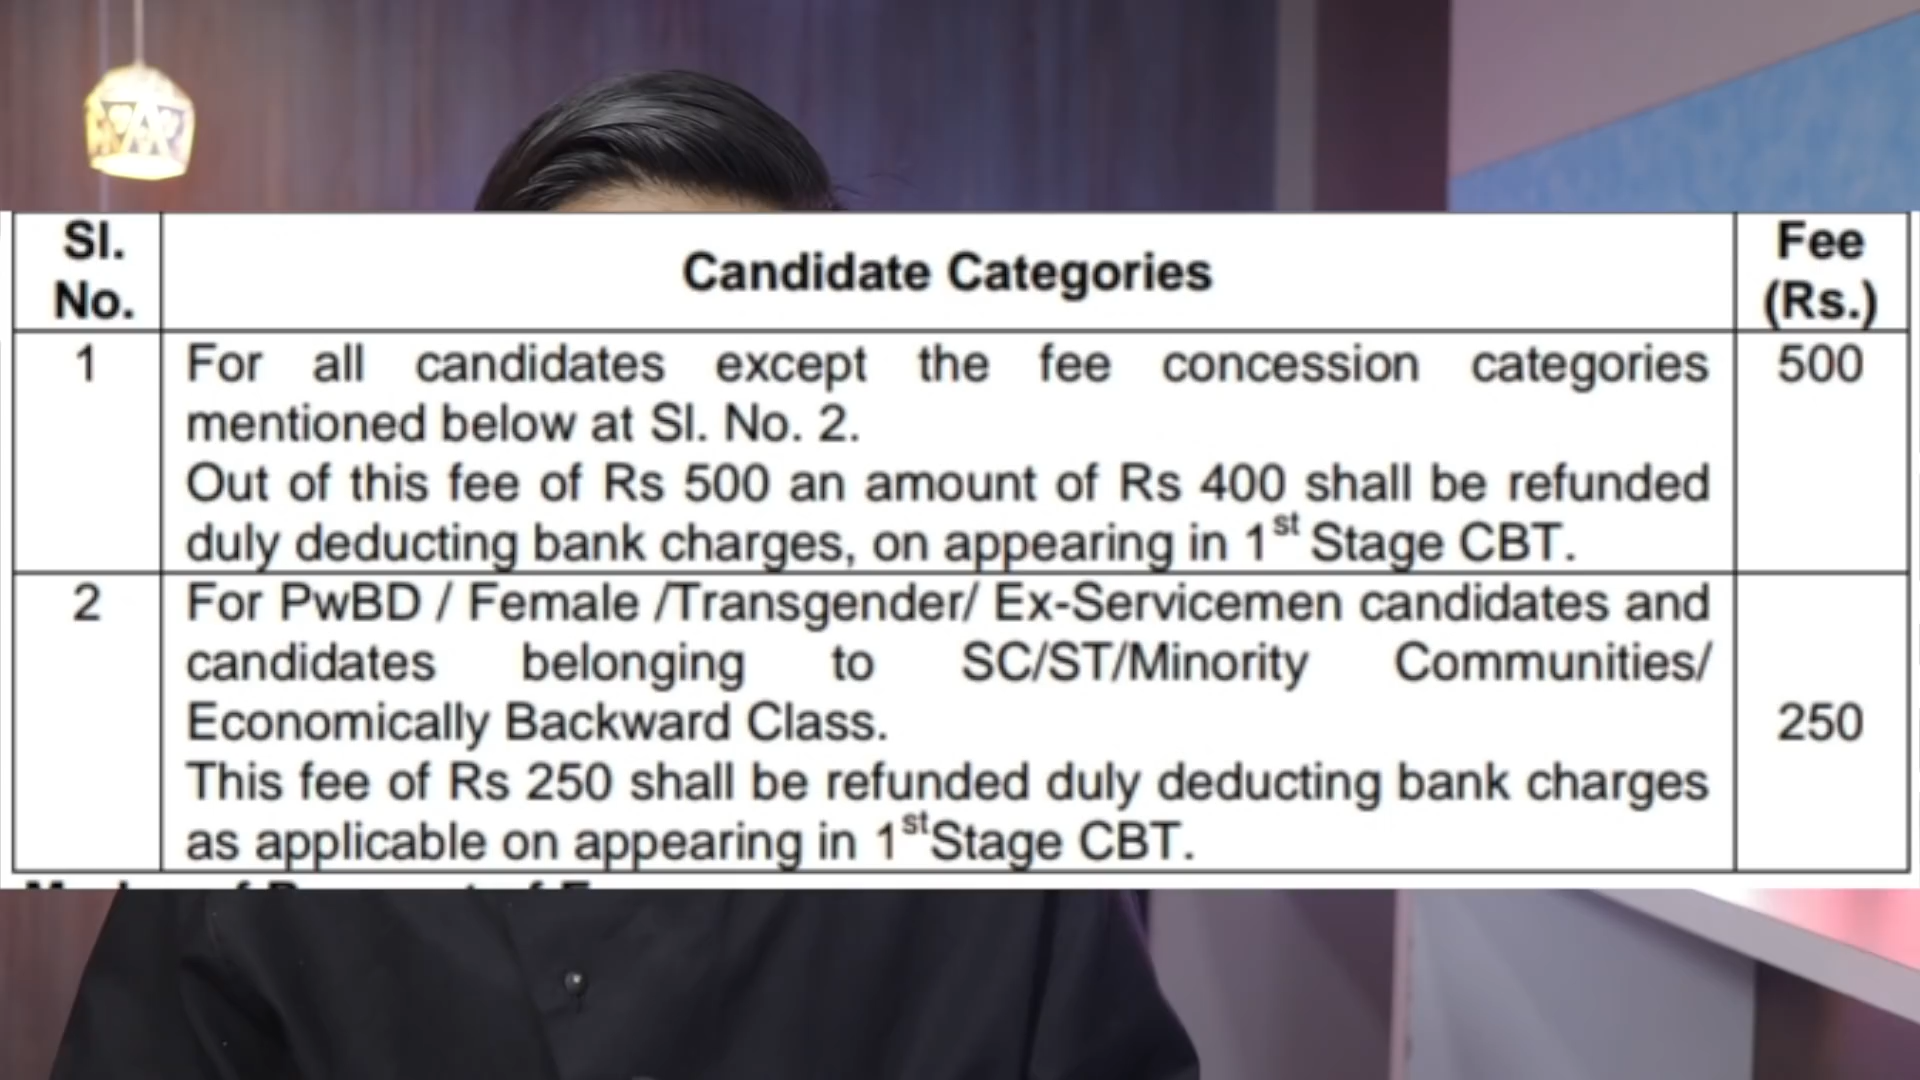 Sl.
No.
Candidate Categories
Fee
(Rs.)
1
For all candidates except the fee concession categories
mentioned below at Sl. No. 2.
Out of this fee of Rs 500 an amount of Rs 400 shall be refunded
duly deducting bank charges, on appearing in 1st Stage CBT.
500
2
For PwBD / Female /Transgender/ Ex-Servicemen candidates and
candidates belonging to SC/ST/Minority Communities/
Economically Backward Class.
This fee of Rs 250 shall be refunded duly deducting bank charges
as applicable on appearing in 1stStage CBT.
250